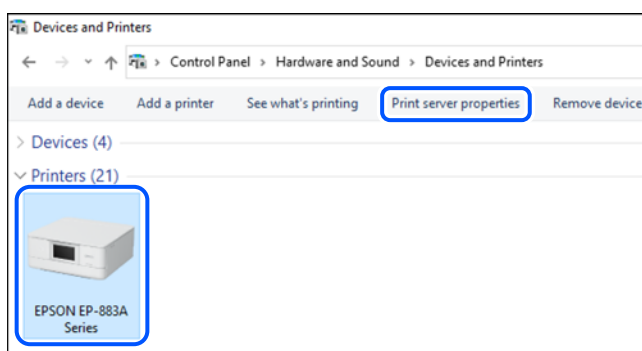 Devices and Printers
Control Panel > Hardware and Sound > Devices and Printers
Add a device Add a printer See what's printing Print server properties Remove device
Devices (4)
Printers (21)
EPSON EP-883A
Series